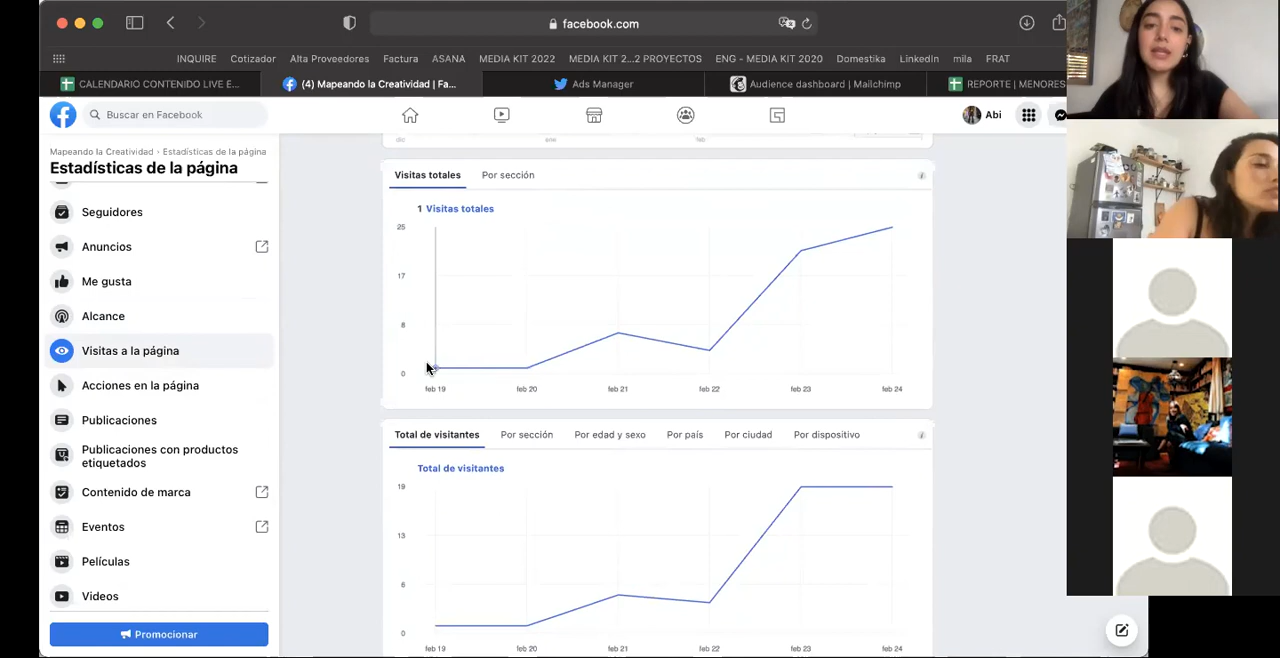 facebook.com
INQUIRE Cotizador Alta Proveedores Factura ASANA MEDIA KIT 2022 MEDIA KIT 2...2 PROYECTOS ENG - MEDIA KIT 2020 Domestika LinkedIn mila FRAT
CALENDARIO CONTENIDO LIVE E... (4) Mapeando la Creatividad | Fa... Ads Manager Audience dashboard | Mailchimp REPORTE | MENORES
Buscar en Facebook
Abi
Mapeando la Creatividad › Estadísticas de la página
Estadísticas de la página
Seguidores
Anuncios
Me gusta
Alcance
Visitas a la página
Acciones en la página
Publicaciones
Publicaciones con productos
etiquetados
Contenido de marca
Eventos
Películas
Videos
Promocionar
dic ene feb
Visitas totales Por sección
1 Visitas totales
25
17
8
0
feb 19 feb 20 feb 21 feb 22 feb 23 feb 24
Total de visitantes Por sección Por edad y sexo Por país Por ciudad Por dispositivo
Total de visitantes
19
13
6
0
feb 19 feb 20 feb 21 feb 22 feb 23 feb 24